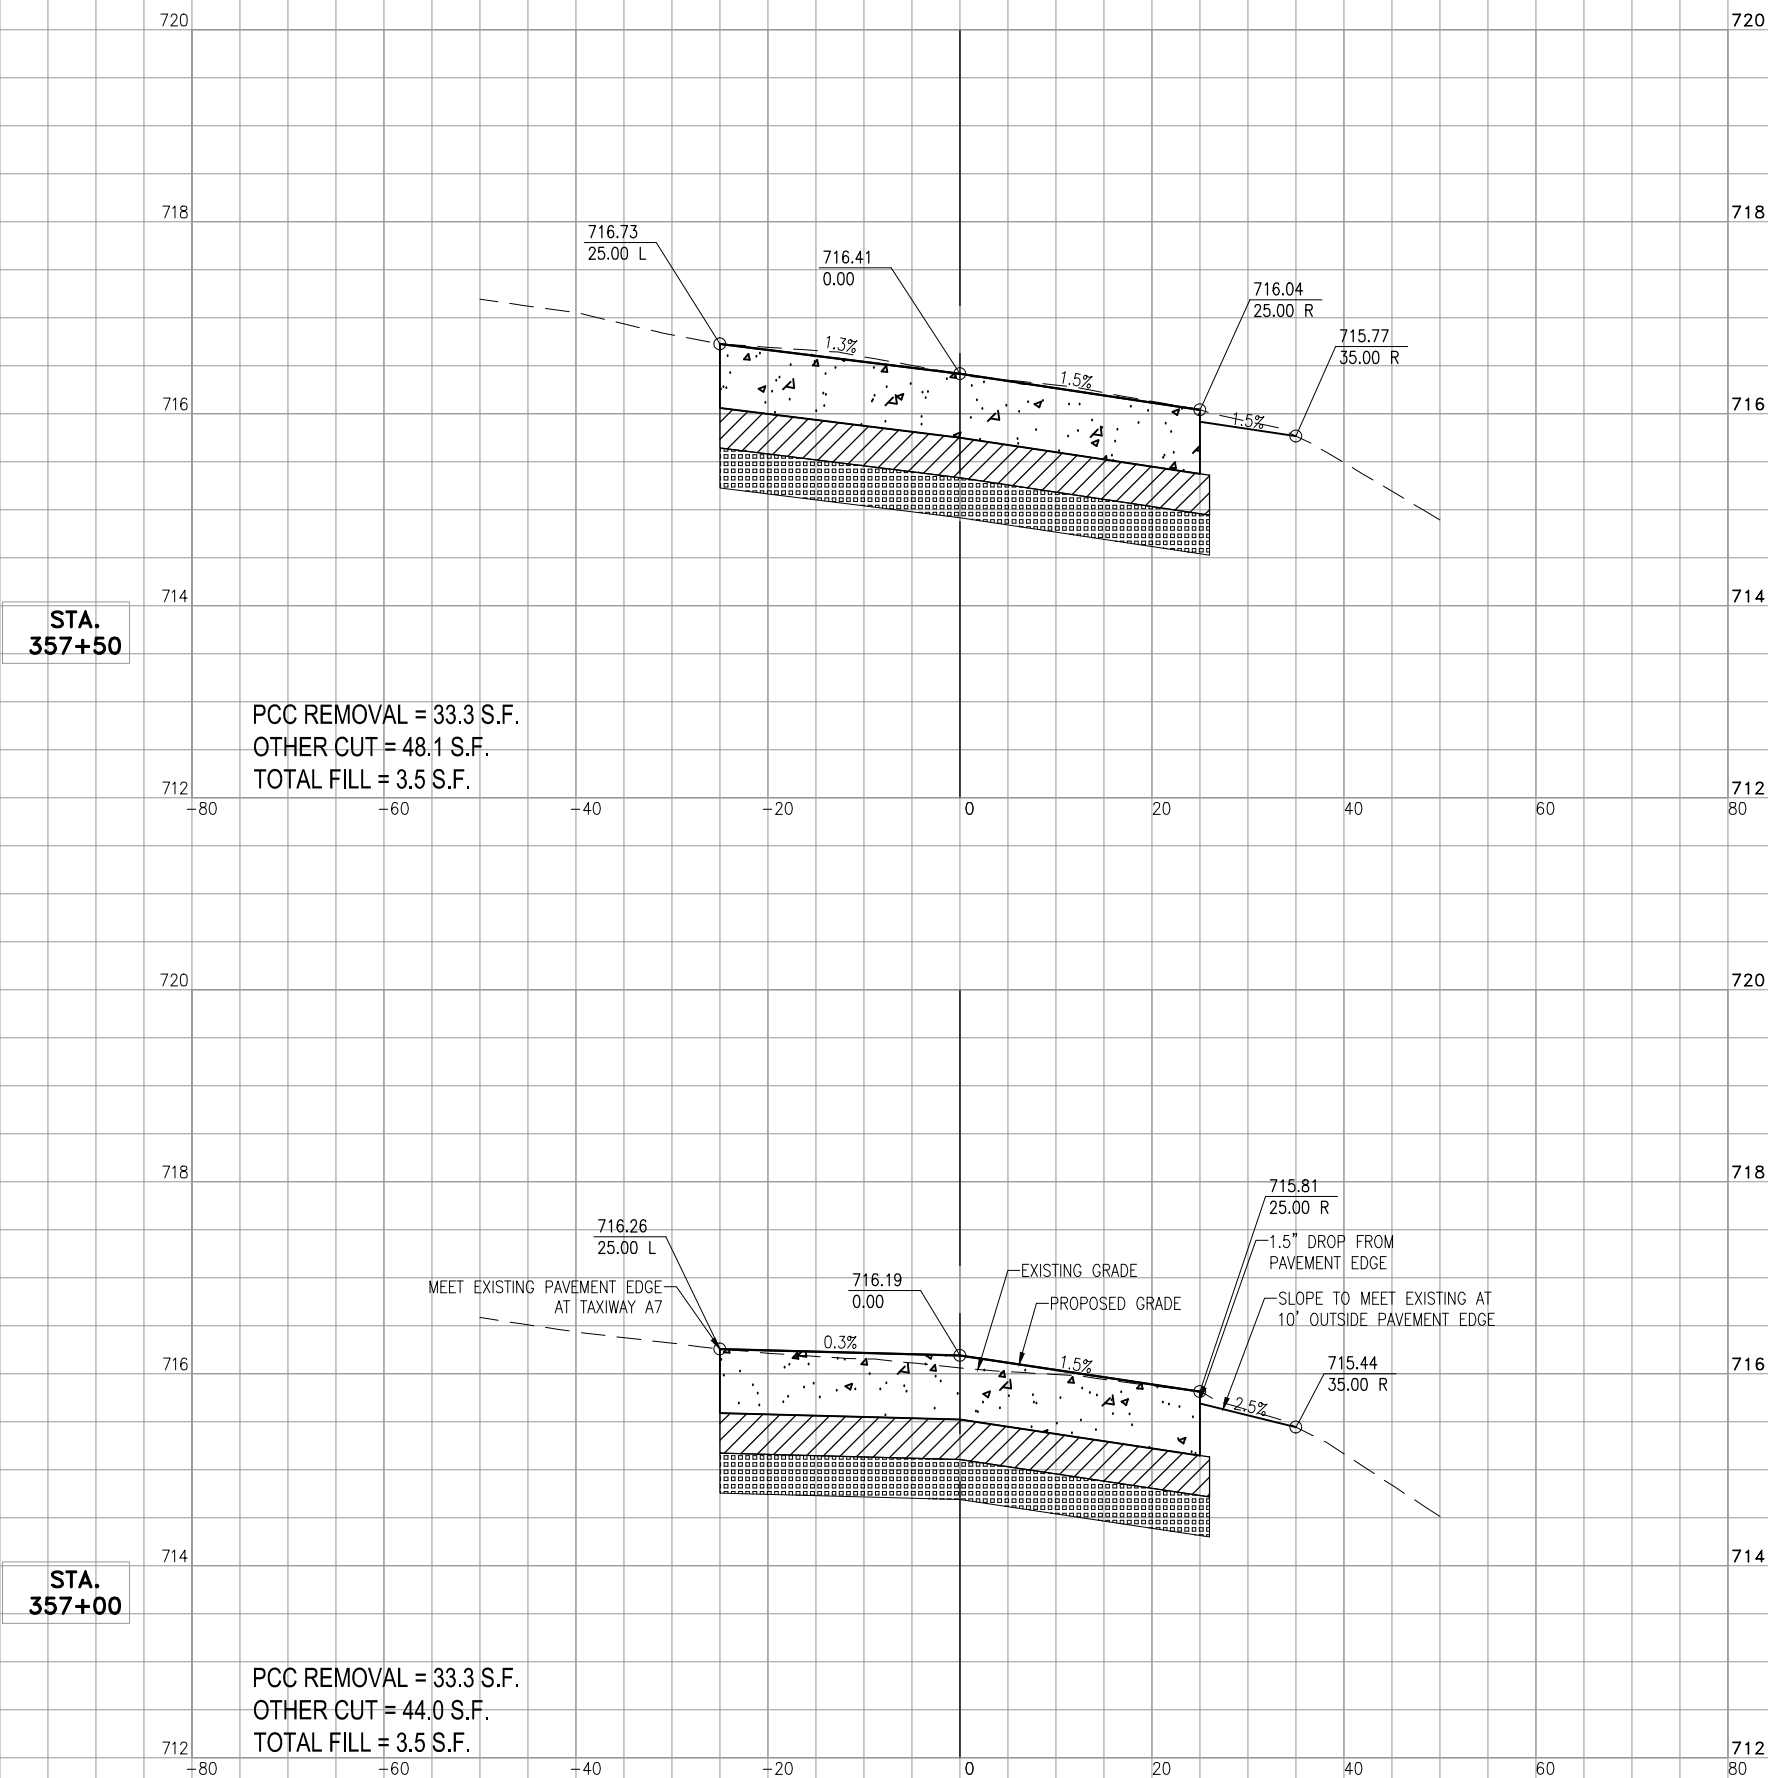 720 720
718 718
716.73
25.00 L
716.41
0.00
716.04
25.00 R
715.77
35.00 R
1.3%
1.5%
1.5%
716 716
714 714
STA.
357+50
PCC REMOVAL = 33.3 S.F.
OTHER CUT = 48.1 S.F.
TOTAL FILL = 3.5 S.F.
712 712
-80 -60 -40 -20 0 20 40 60 80
720 720
718 718
715.81
25.00 R
716.26
25.00 L
1.5" DROP FROM
PAVEMENT EDGE
EXISTING GRADE
MEET EXISTING PAVEMENT EDGE
AT TAXIWAY A7
716.19
0.00
PROPOSED GRADE
SLOPE TO MEET EXISTING AT
10' OUTSIDE PAVEMENT EDGE
0.3%
1.5%
716 716
715.44
35.00 R
2.5%
714 714
STA.
357+00
PCC REMOVAL = 33.3 S.F.
OTHER CUT = 44.0 S.F.
TOTAL FILL = 3.5 S.F.
712 712
-80 -60 -40 -20 0 20 40 60 80